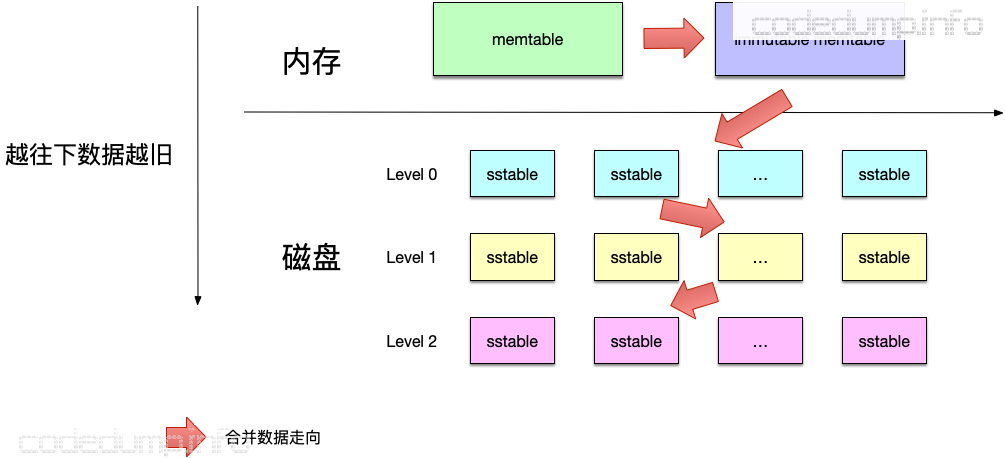 codedump.info
memtable
immutable memtable
内存
越往下数据越旧
Level 0
sstable
sstable
...
sstable
磁盘
Level 1
sstable
sstable
...
sstable
Level 2
sstable
sstable
...
sstable
合并数据走向
codedump.info